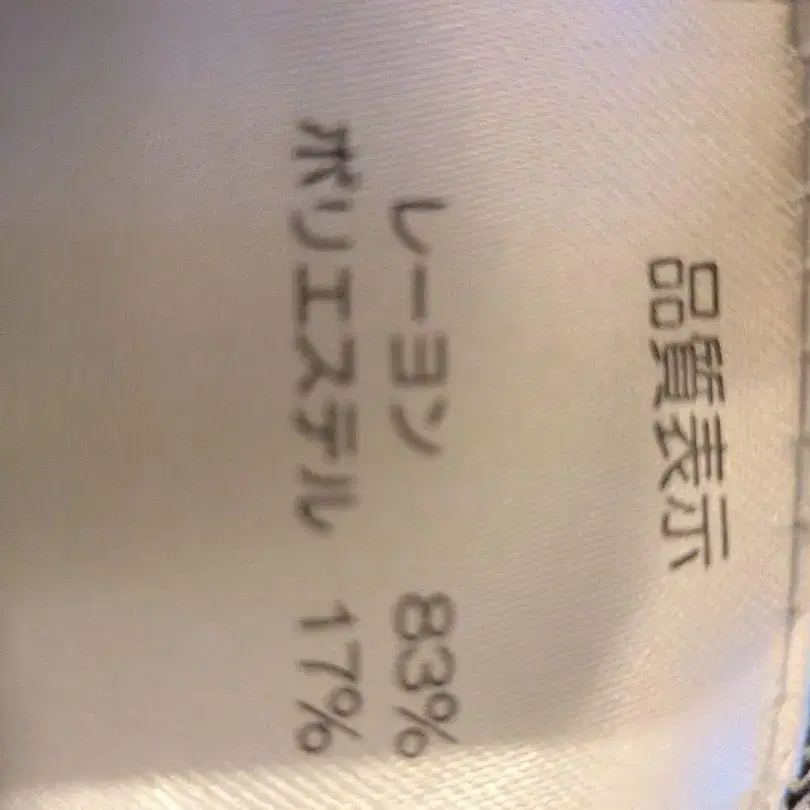 品質表示
レーヨン 83%
ポリエステル 17%